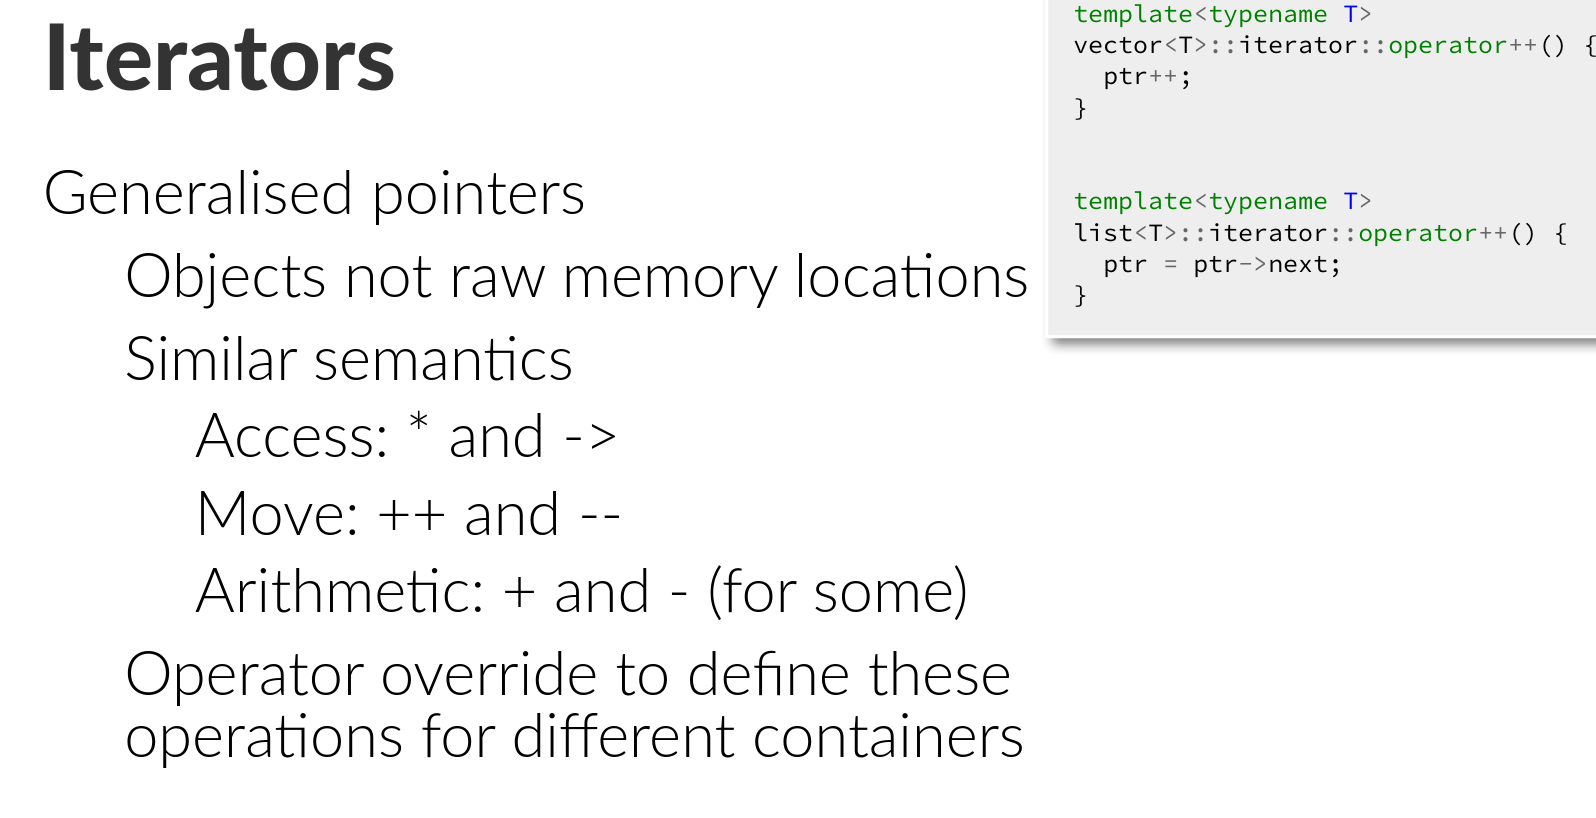 Iterators
Generalised pointers
Objects not raw memory locations
Similar semantics
Access: * and ->
Move: ++ and --
Arithmetic: + and - (for some)
Operator override to define these
operations for different containers
template<typename T>
vector<T>::iterator::operator++() {
  ptr++;
}
template<typename T>
list<T>::iterator::operator++() {
  ptr = ptr->next;
}